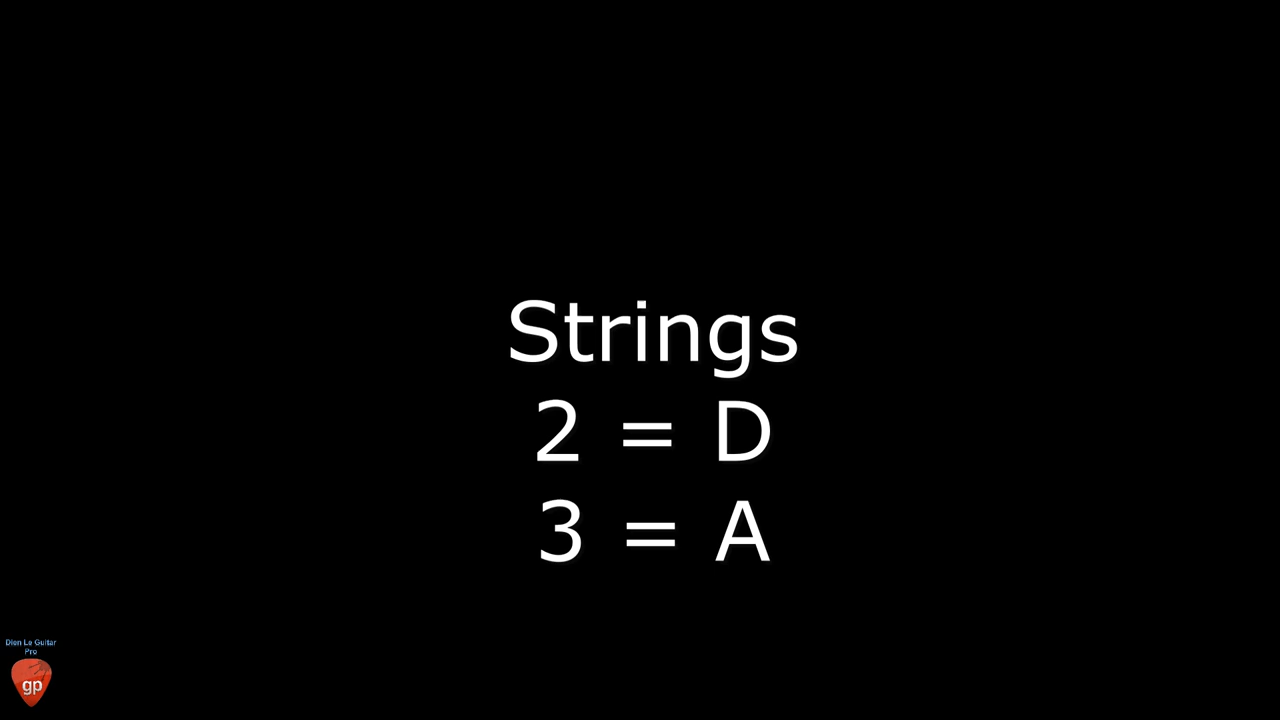 Strings
2 = D
3 = A
Dien Le Guitar
Pro
gp